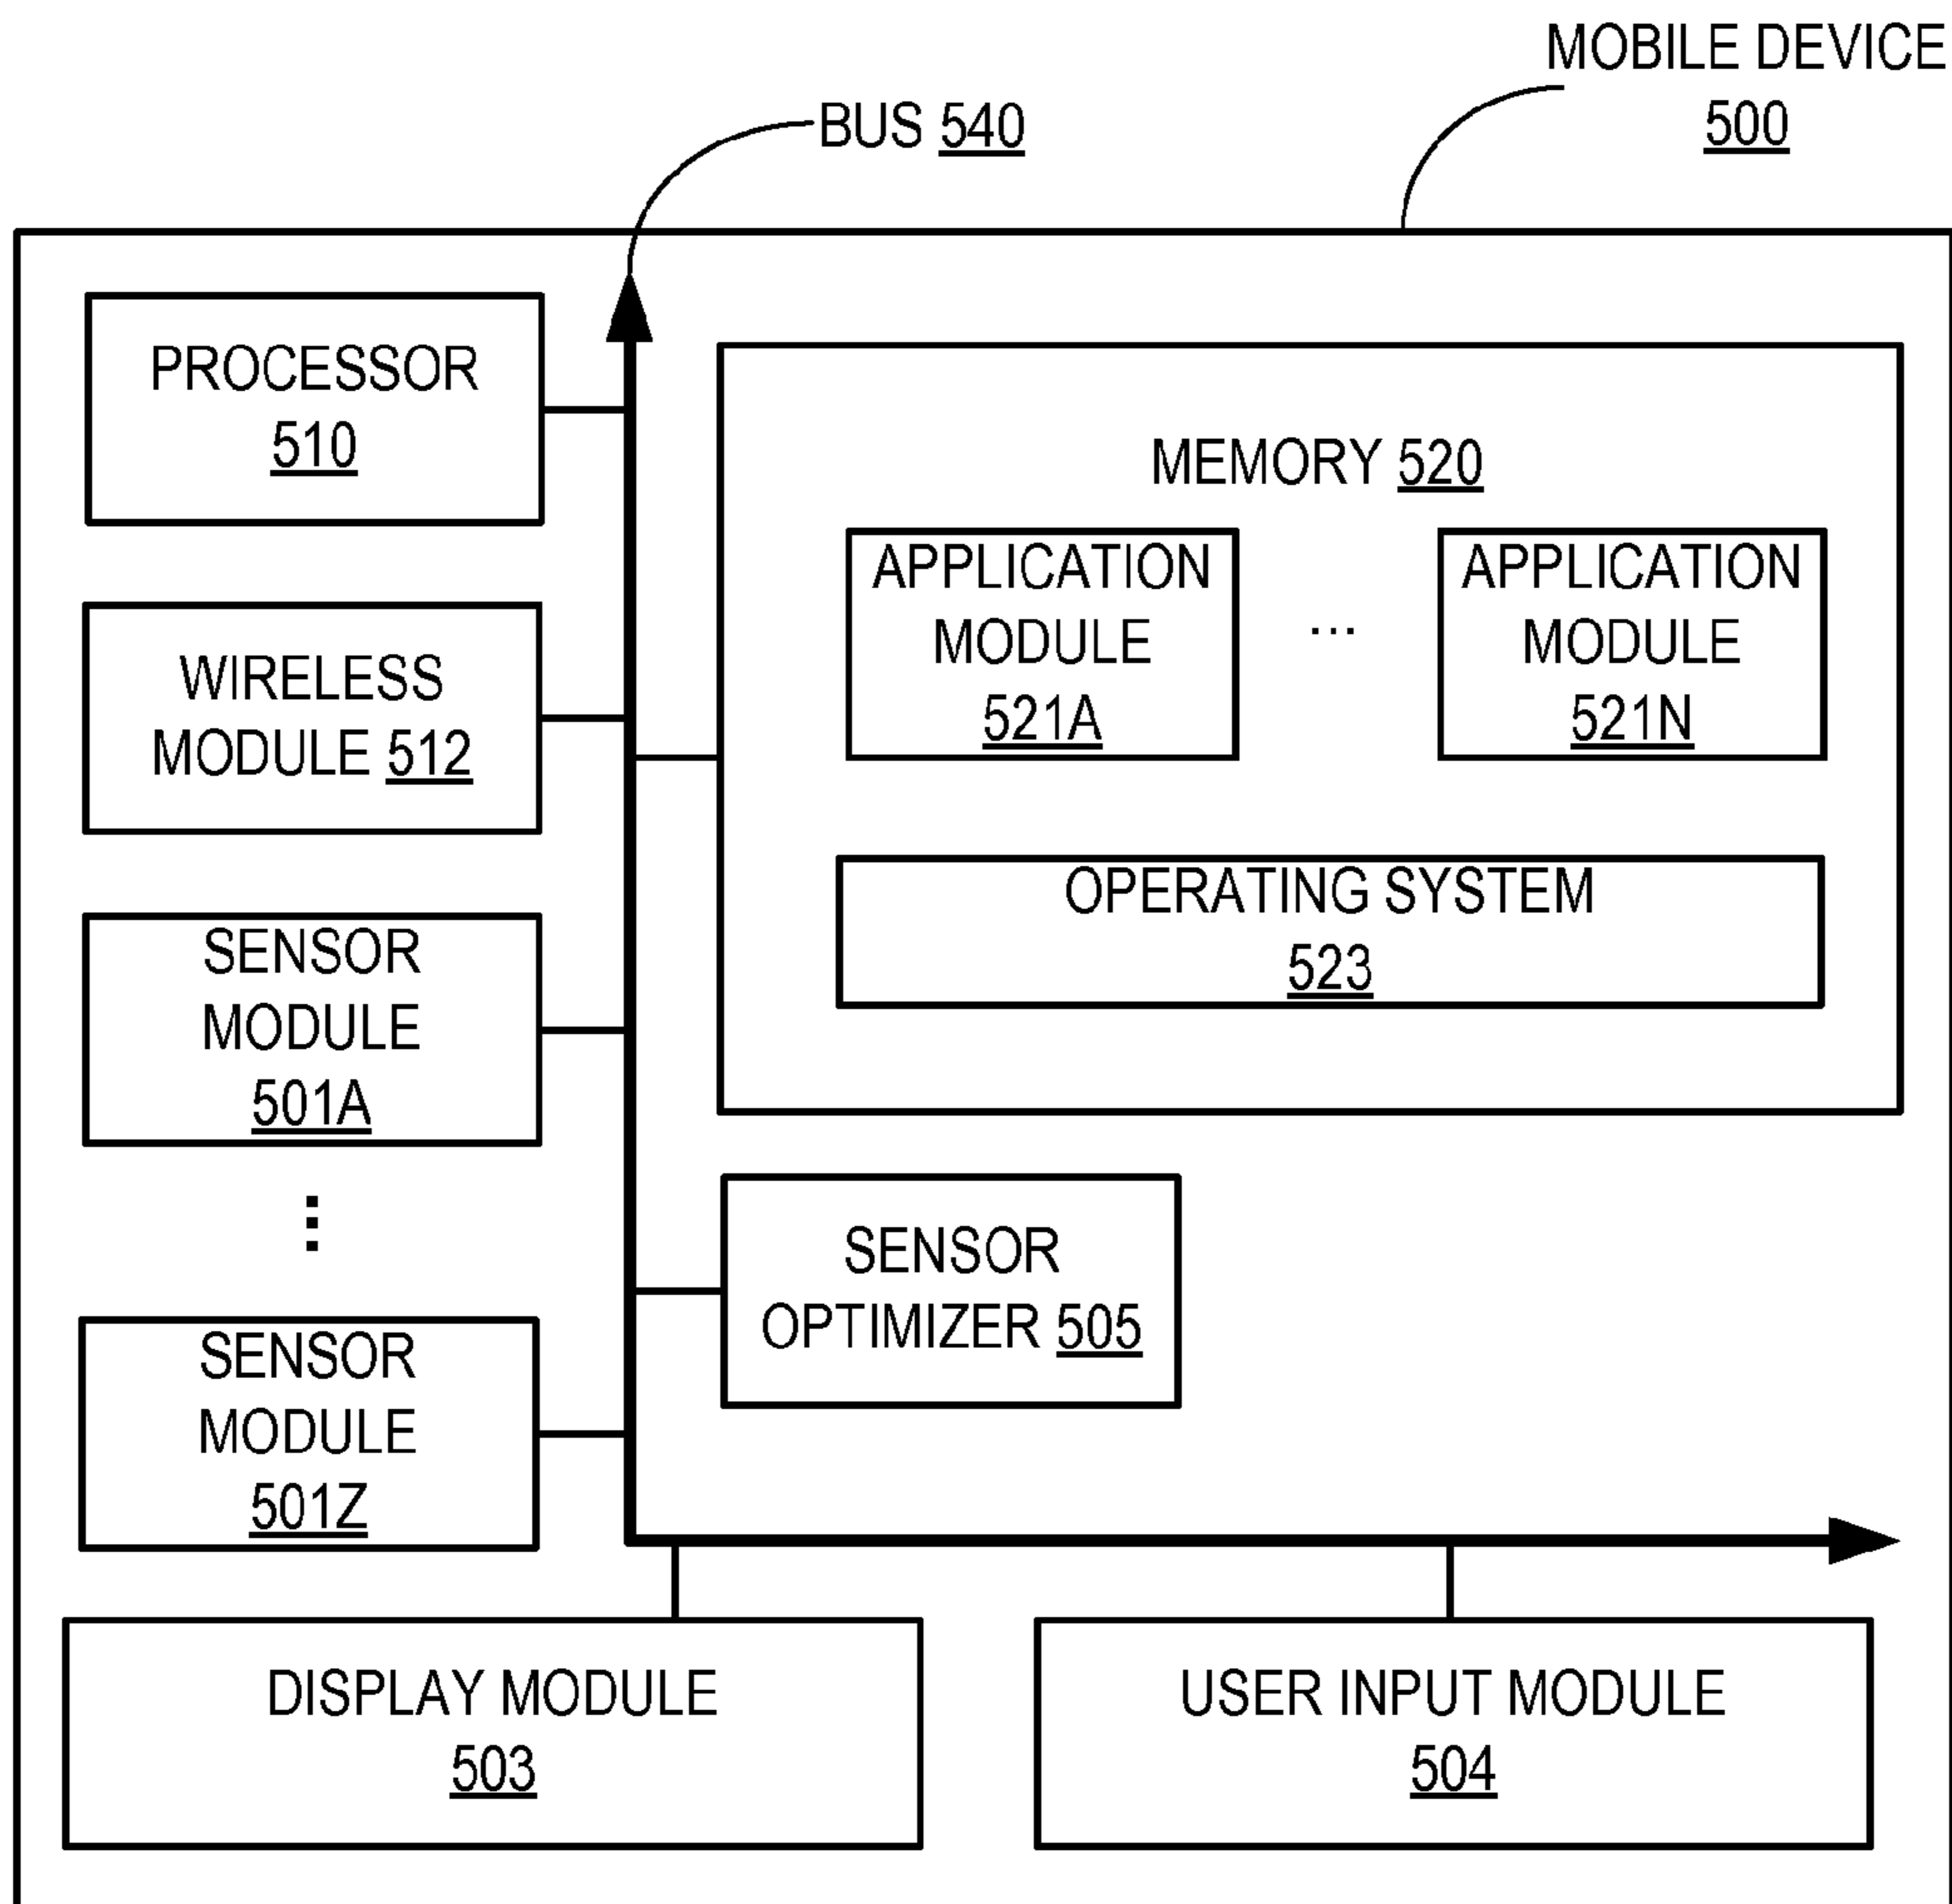 MOBILE DEVICE
500
BUS 540
PROCESSOR
510
MEMORY 520
APPLICATION
MODULE
521A
...
APPLICATION
MODULE
521N
WIRELESS
MODULE 512
OPERATING SYSTEM
523
SENSOR
MODULE
501A
...
SENSOR
OPTIMIZER 505
SENSOR
MODULE
501Z
DISPLAY MODULE
503
USER INPUT MODULE
504